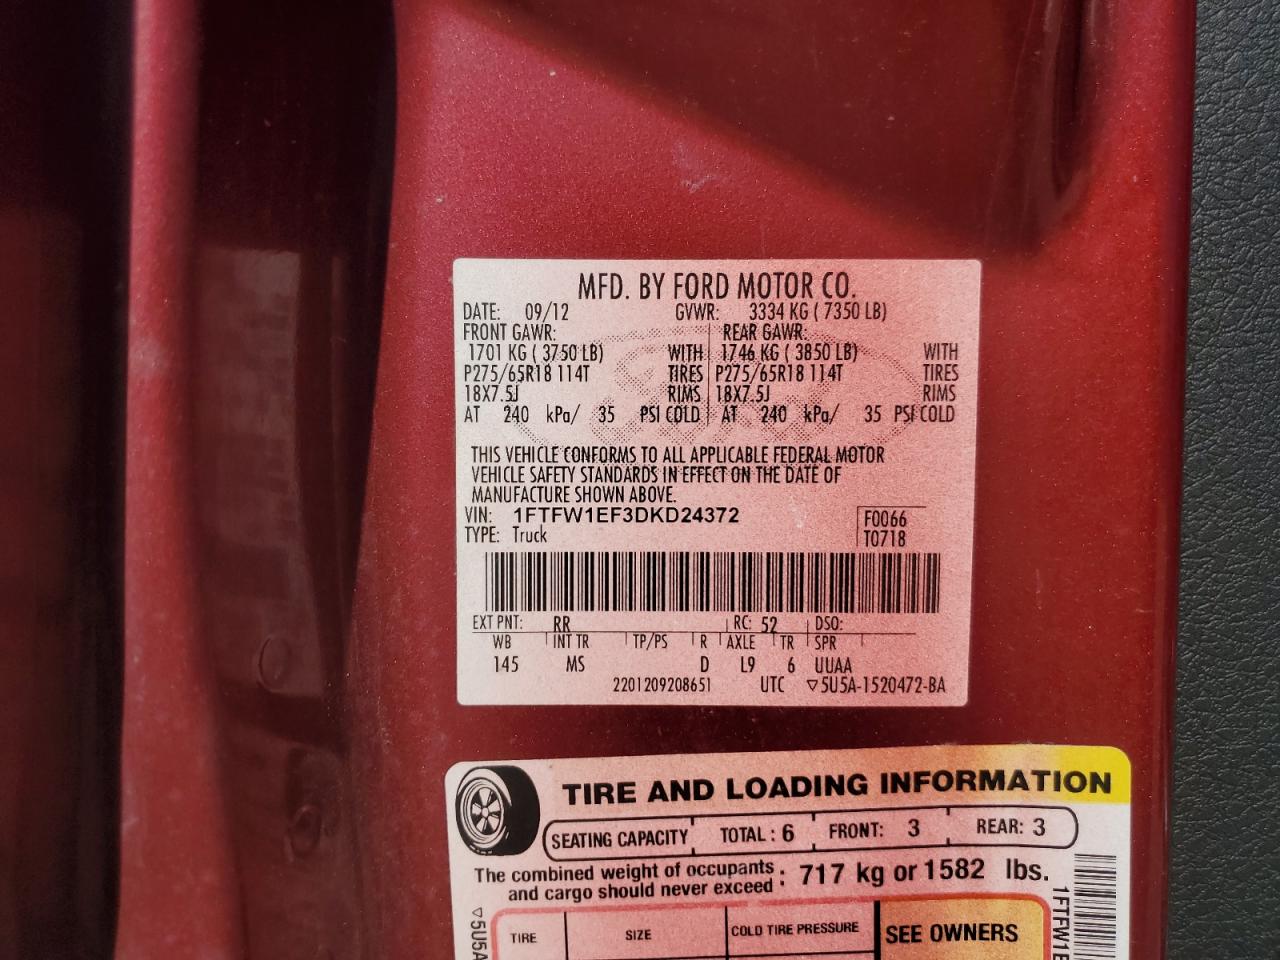 MFD. BY FORD MOTOR CO.
DATE: 09/12 GVWR: 3334 KG ( 7350 LB)
FRONT GAWR: REAR GAWR:
1701 KG ( 3750 LB) WITH 1746 KG ( 3850 LB) WITH
P275/65R18 114T TIRES P275/65R18 114T TIRES
18X7.5J RIMS 18X7.5J RIMS
AT 240 kPa/ 35 PSI COLD AT 240 kPa/ 35 PSI COLD
THIS VEHICLE CONFORMS TO ALL APPLICABLE FEDERAL MOTOR
VEHICLE SAFETY STANDARDS IN EFFECT ON THE DATE OF
MANUFACTURE SHOWN ABOVE.
VIN: 1FTFW1EF3DKD24372 F0066
TYPE: Truck T0718
EXT PNT: RR RC: 52 DSO:
WB INT TR TP/PS R AXLE TR SPR
145 MS D L9 6 UUAA
2201209208651 UTC ▽5U5A-1520472-BA
TIRE AND LOADING INFORMATION
SEATING CAPACITY TOTAL : 6 FRONT: 3 REAR: 3
The combined weight of occupants
and cargo should never exceed : 717 kg or 1582 lbs.
TIRE SIZE COLD TIRE PRESSURE SEE OWNERS
▽5U5A
1FTFW1E